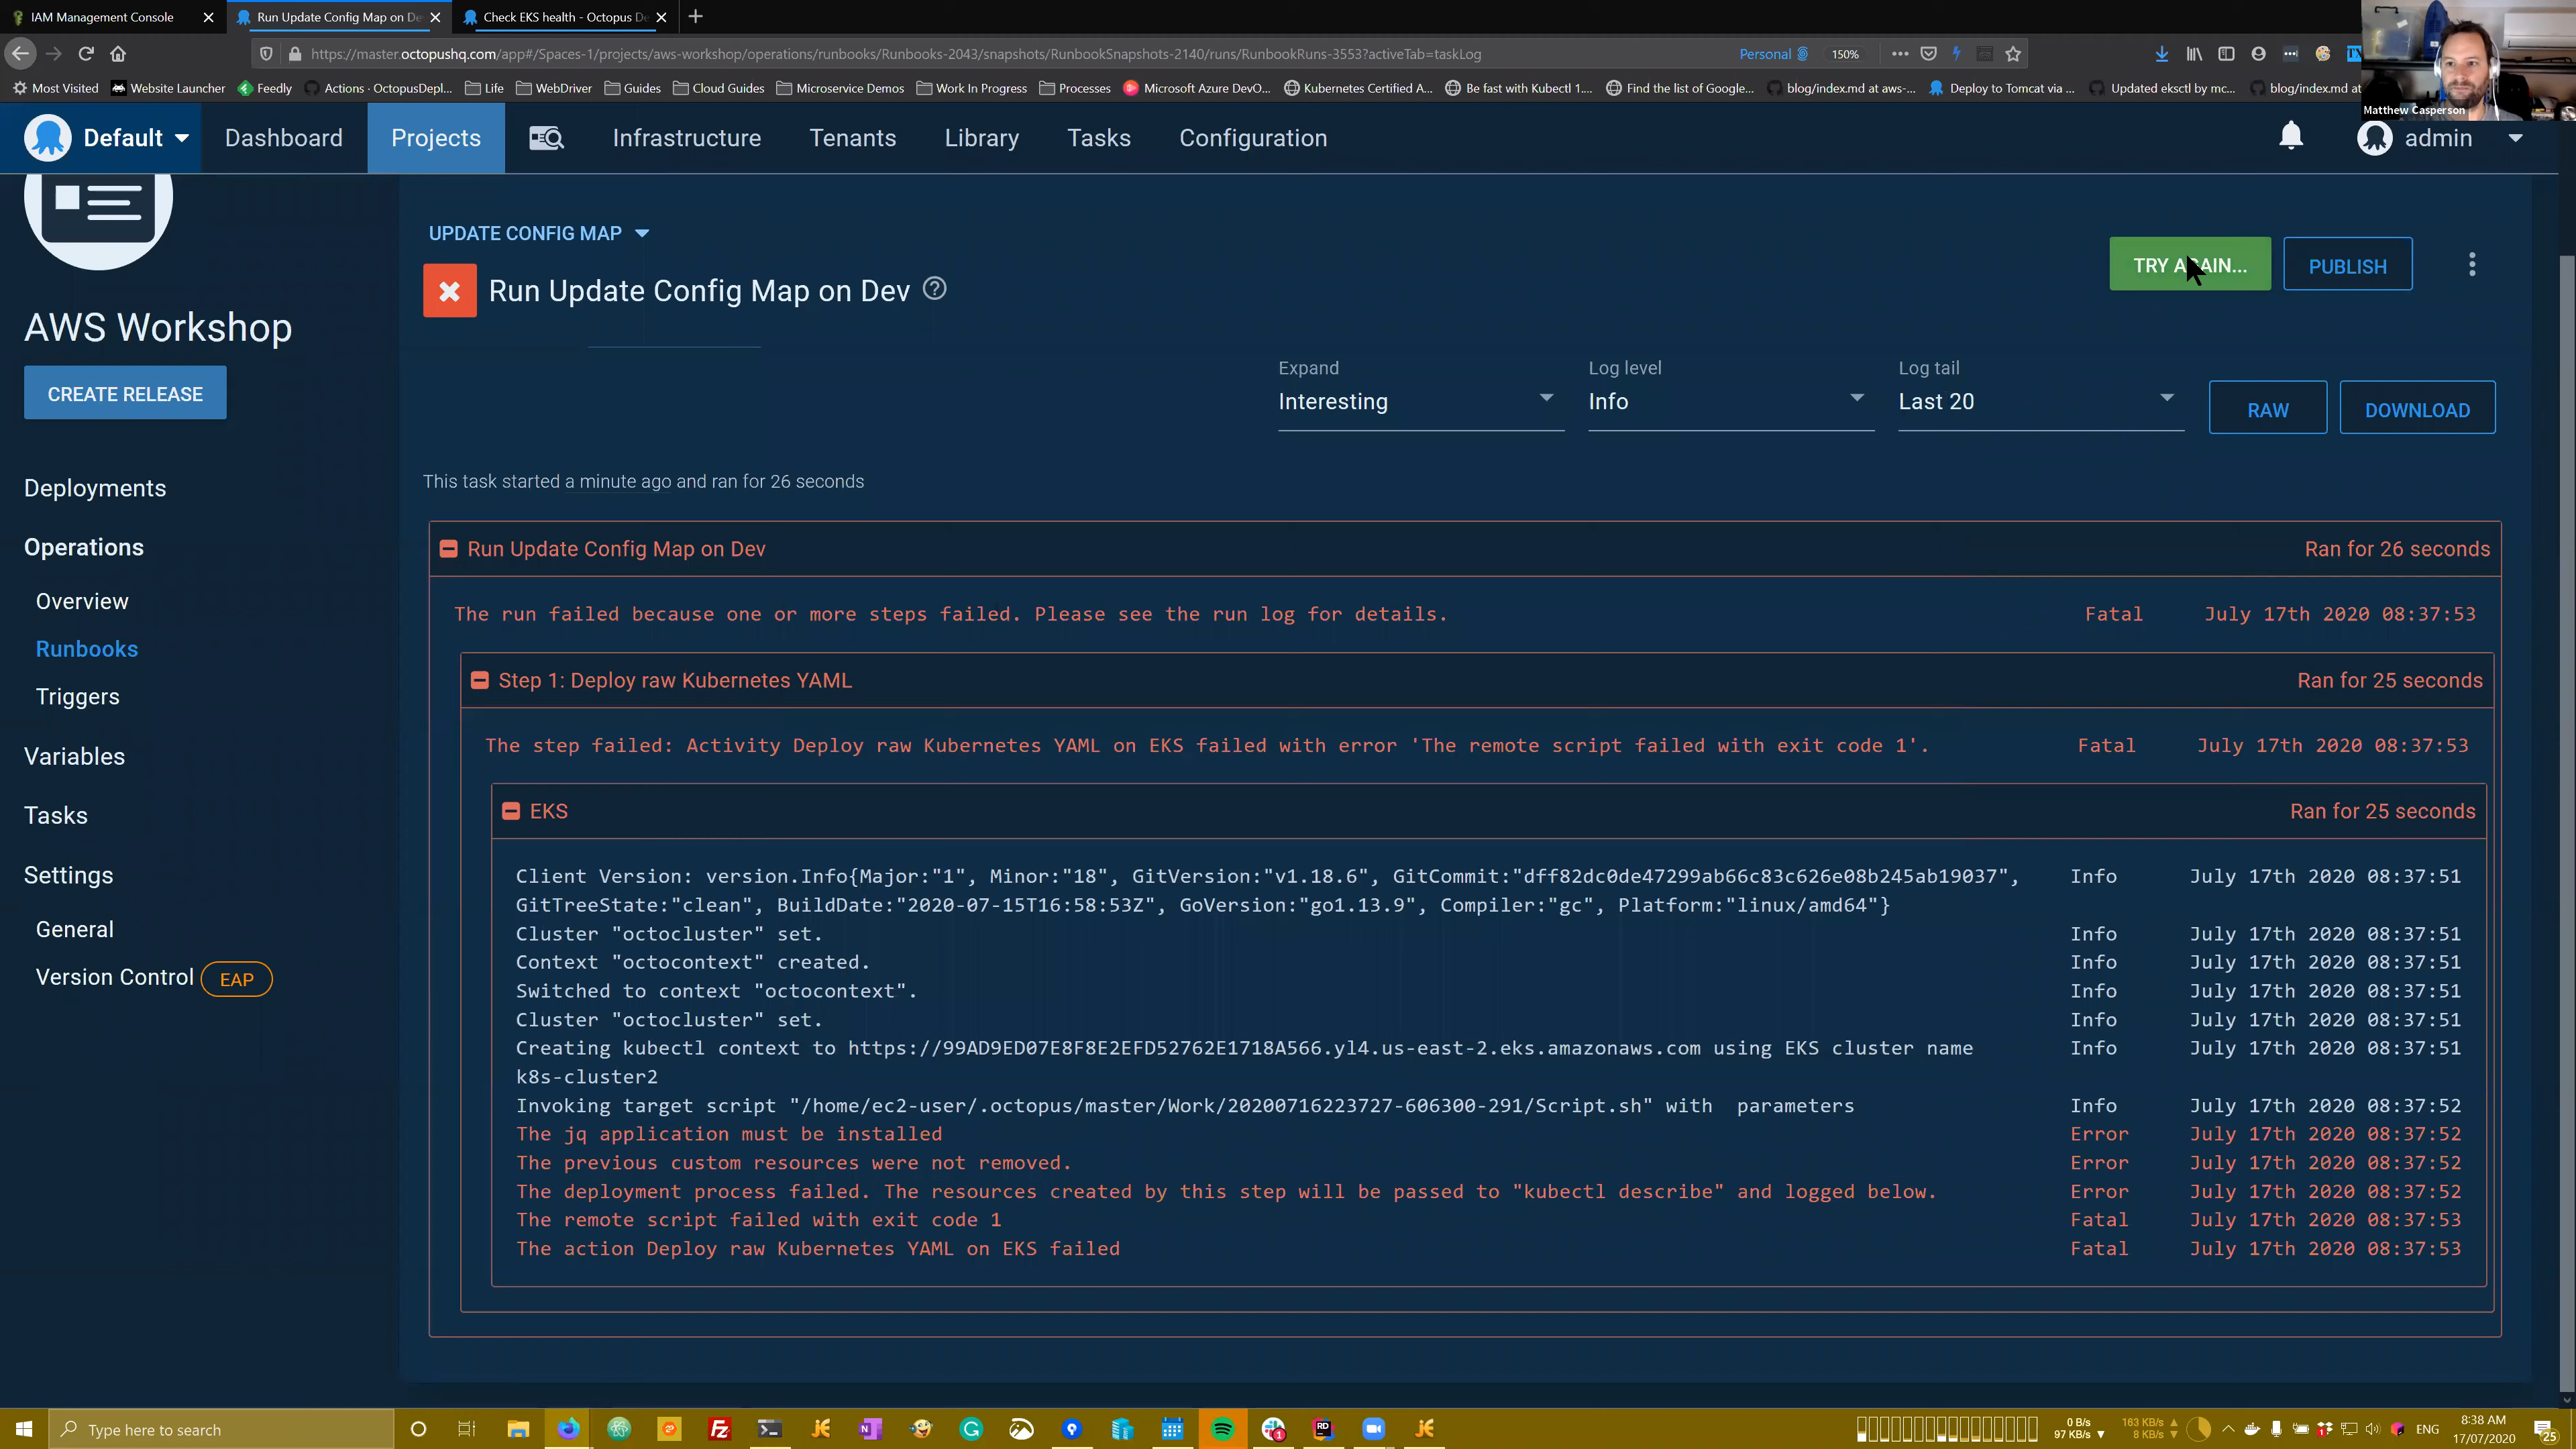 IAM Management Console
Run Update Config Map on De
Check EKS health - Octopus De
https://master.octopushq.com/app#/Spaces-1/projects/aws-workshop/operations/runbooks/Runbooks-2043/snapshots/RunbookSnapshots-2140/runs/RunbookRuns-3553?activeTab=taskLog
Personal
150%
Most Visited
Website Launcher
Feedly
Actions · OctopusDepl...
Life
WebDriver
Guides
Cloud Guides
Microservice Demos
Work In Progress
Processes
Microsoft Azure DevO...
Kubernetes Certified A...
Be fast with Kubectl 1....
Find the list of Google...
blog/index.md at aws-...
Deploy to Tomcat via ...
Updated eksctl by mc...
blog/index.md at
Matthew Casperson
Default
Dashboard
Projects
Infrastructure
Tenants
Library
Tasks
Configuration
admin
AWS Workshop
CREATE RELEASE
Deployments
Operations
Overview
Runbooks
Triggers
Variables
Tasks
Settings
General
Version Control EAP
UPDATE CONFIG MAP
Run Update Config Map on Dev
TRY AGAIN...
PUBLISH
Expand
Interesting
Log level
Info
Log tail
Last 20
RAW
DOWNLOAD
This task started a minute ago and ran for 26 seconds
Run Update Config Map on Dev Ran for 26 seconds
The run failed because one or more steps failed. Please see the run log for details. Fatal July 17th 2020 08:37:53
Step 1: Deploy raw Kubernetes YAML Ran for 25 seconds
The step failed: Activity Deploy raw Kubernetes YAML on EKS failed with error 'The remote script failed with exit code 1'. Fatal July 17th 2020 08:37:53
EKS Ran for 25 seconds
Client Version: version.Info{Major:"1", Minor:"18", GitVersion:"v1.18.6", GitCommit:"dff82dc0de47299ab66c83c626e08b245ab19037", Info July 17th 2020 08:37:51
GitTreeState:"clean", BuildDate:"2020-07-15T16:58:53Z", GoVersion:"go1.13.9", Compiler:"gc", Platform:"linux/amd64"}
Cluster "octocluster" set. Info July 17th 2020 08:37:51
Context "octocontext" created. Info July 17th 2020 08:37:51
Switched to context "octocontext". Info July 17th 2020 08:37:51
Cluster "octocluster" set. Info July 17th 2020 08:37:51
Creating kubectl context to https://99AD9ED07E8F8E2EFD52762E1718A566.yl4.us-east-2.eks.amazonaws.com using EKS cluster name Info July 17th 2020 08:37:51
k8s-cluster2
Invoking target script "/home/ec2-user/.octopus/master/Work/20200716223727-606300-291/Script.sh" with parameters Info July 17th 2020 08:37:52
The jq application must be installed Error July 17th 2020 08:37:52
The previous custom resources were not removed. Error July 17th 2020 08:37:52
The deployment process failed. The resources created by this step will be passed to "kubectl describe" and logged below. Error July 17th 2020 08:37:52
The remote script failed with exit code 1 Fatal July 17th 2020 08:37:53
The action Deploy raw Kubernetes YAML on EKS failed Fatal July 17th 2020 08:37:53
Type here to search
0 B/s
97 KB/s
163 KB/s
8 KB/s
ENG
8:38 AM
17/07/2020
25